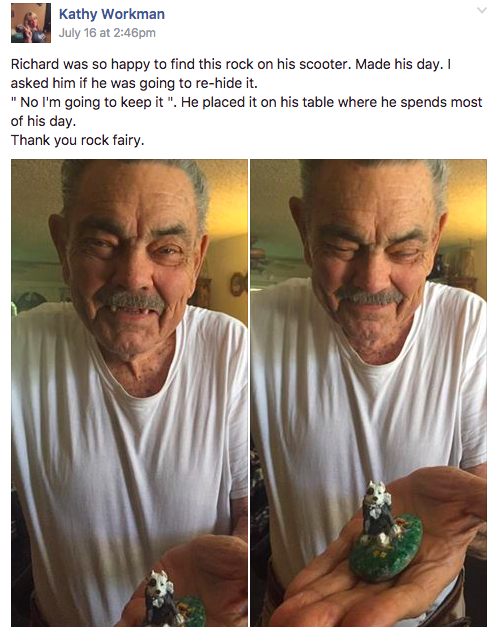 Kathy Workman
July 16 at 2:46pm
Richard was so happy to find this rock on his scooter. Made his day. I
asked him if he was going to re-hide it.
" No I'm going to keep it ". He placed it on his table where he spends most
of his day.
Thank you rock fairy.